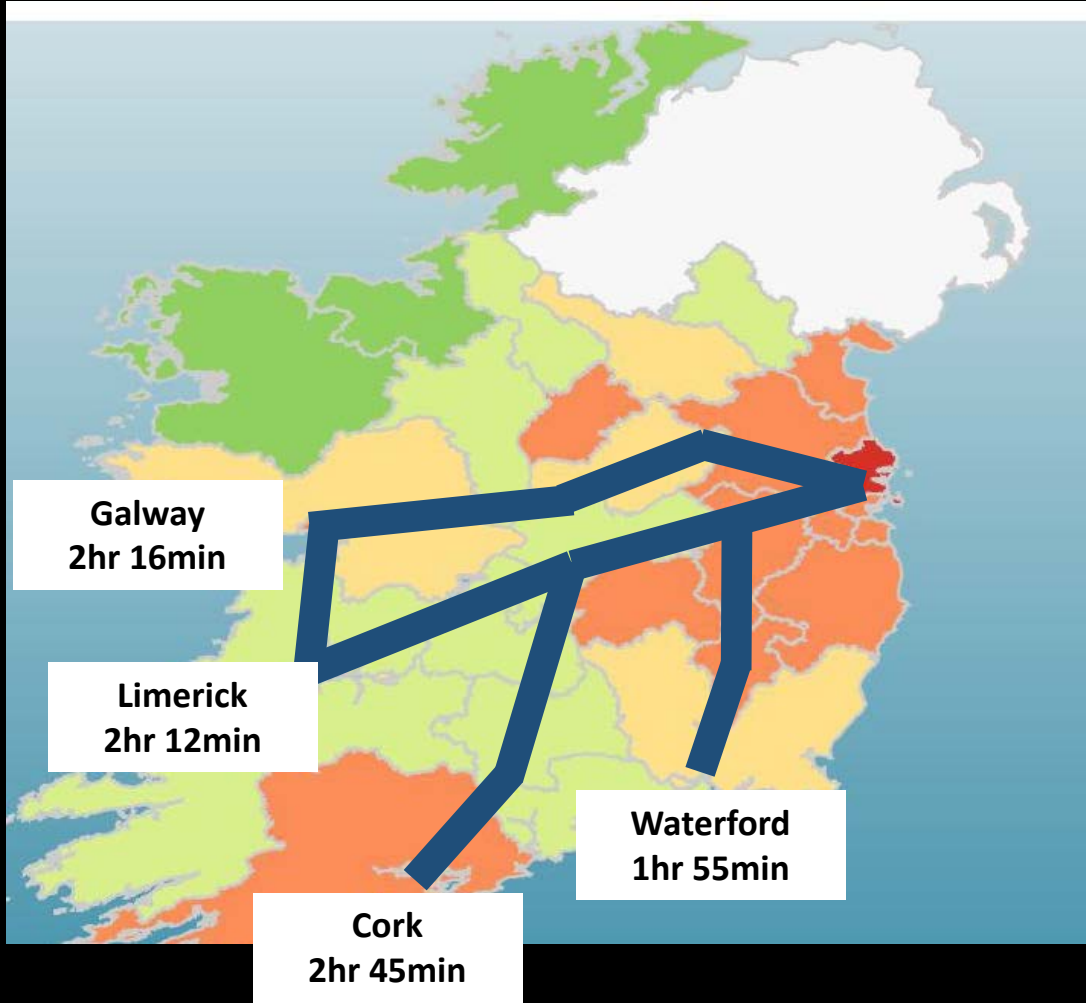 Galway
2hr 16min
Limerick
2hr 12min
Waterford
1hr 55min
Cork
2hr 45min